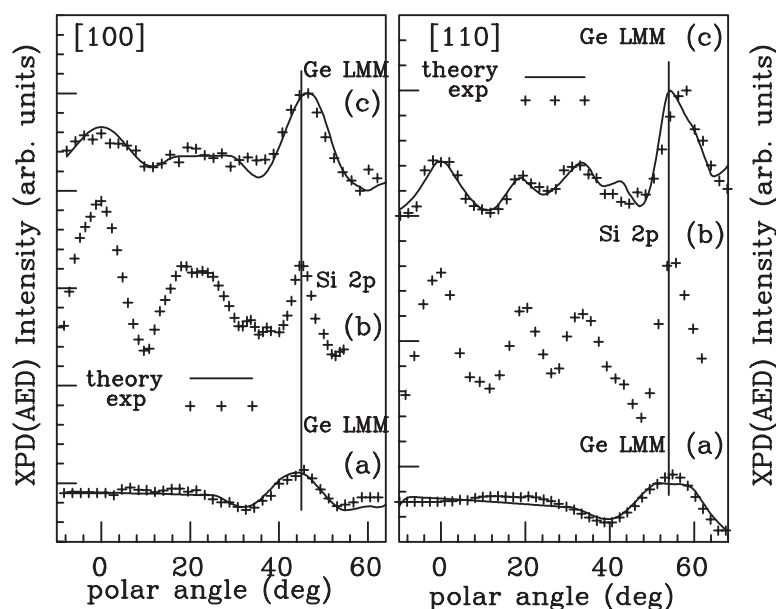 XPD(AED) Intensity (arb. units)
[100]
Ge LMM
(c)
Si 2p
(b)
theory
exp
Ge LMM
(a)
0 20 40 60
polar angle (deg)
[110]
Ge LMM (c)
theory
exp
Si 2p (b)
Ge LMM (a)
0 20 40 60
polar angle (deg)
XPD(AED) Intensity (arb. units)